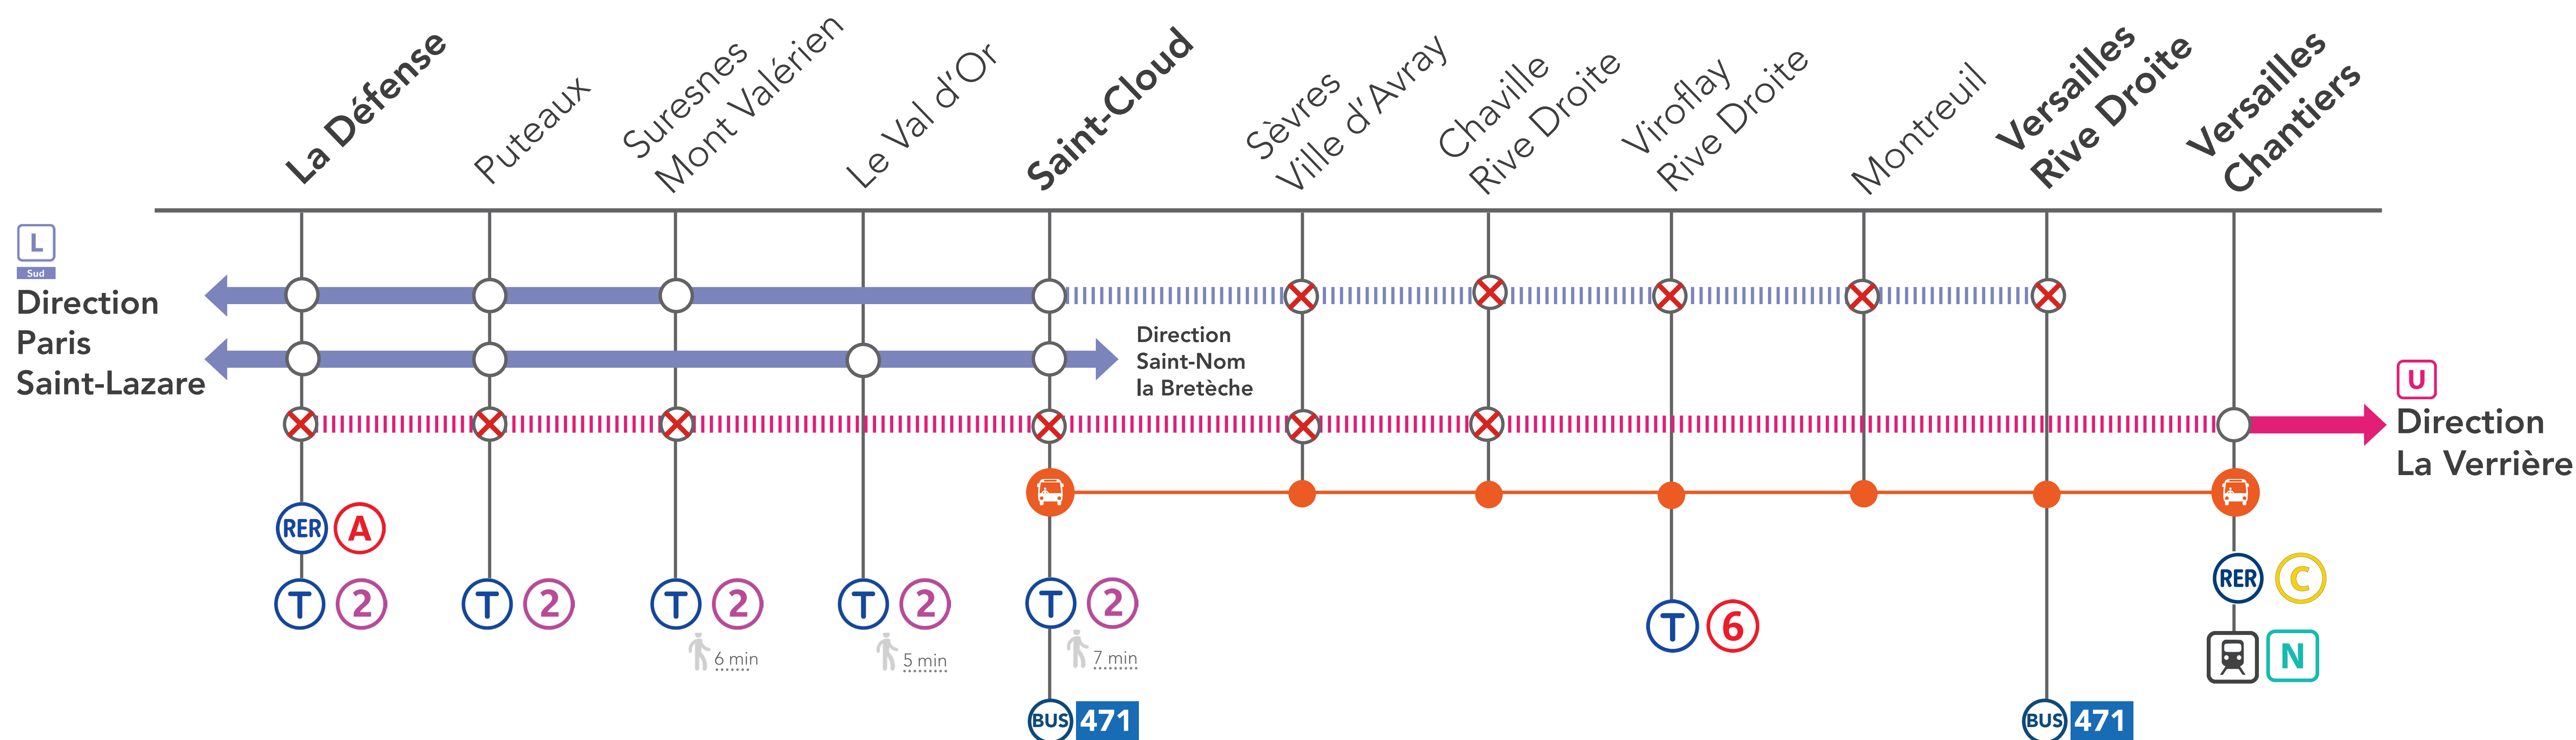 La Défense
Puteaux
Suresnes
Mont Valérien
Le Val d'Or
Saint-Cloud
Sèvres
Ville d'Avray
Chaville
Rive Droite
Viroflay
Rive Droite
Montreuil
Versailles
Rive Droite
Versailles
Chantiers
L
Sud
Direction
Paris
Saint-Lazare
Direction
Saint-Nom
la Bretèche
U
Direction
La Verrière
RER A
RER C
T 2
T 2
T 2
T 2
T 2
T 6
6 min
5 min
7 min
N
BUS 471
BUS 471